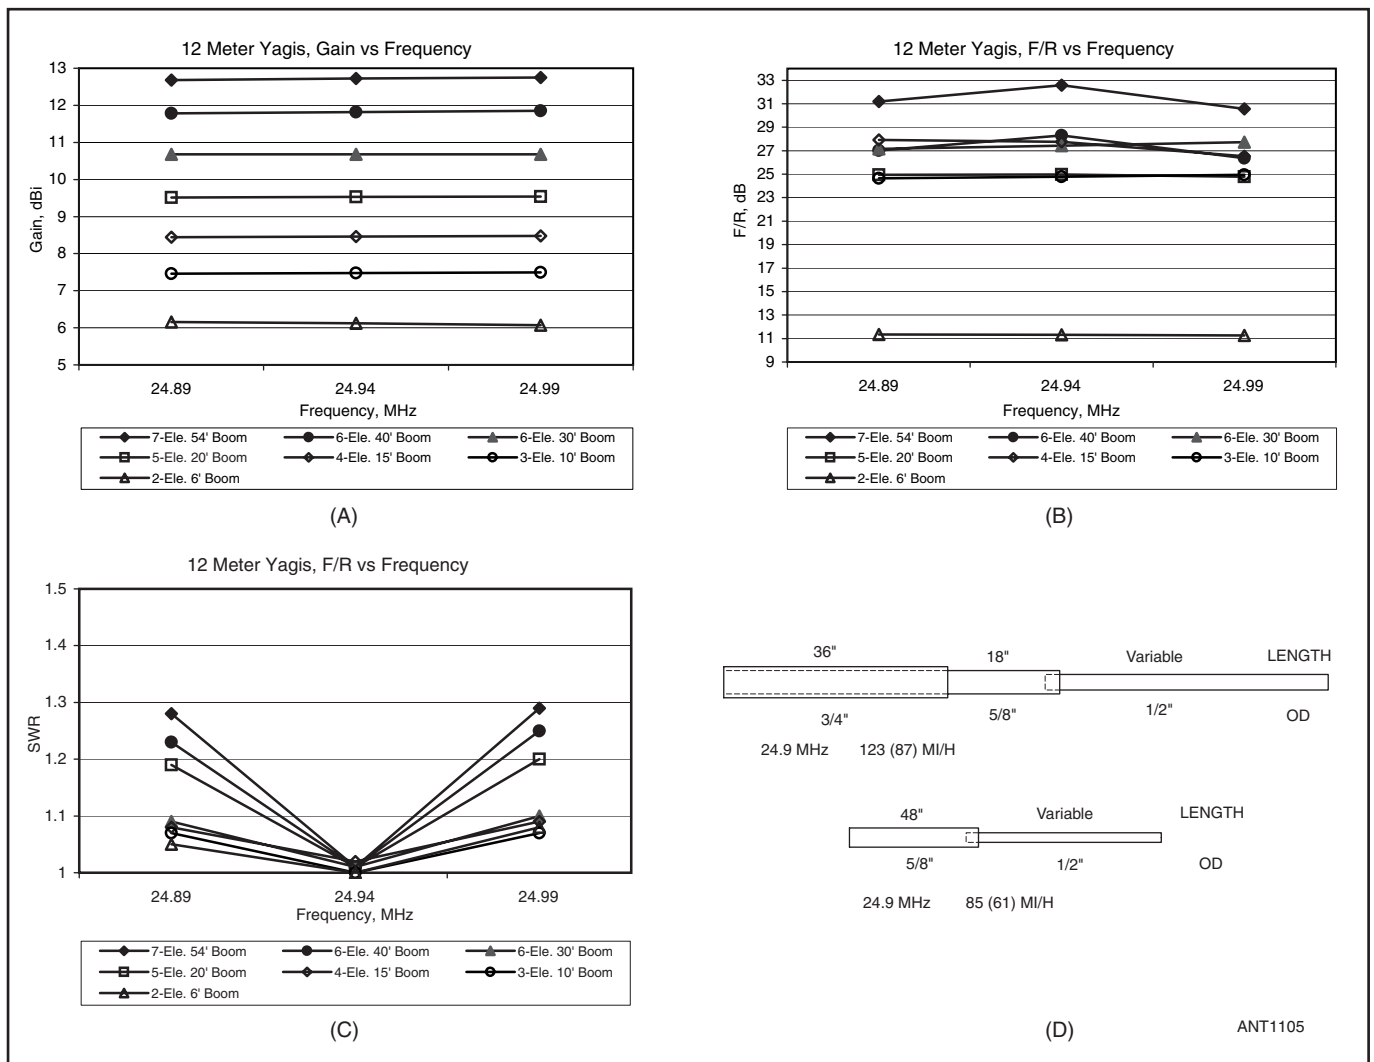 12 Meter Yagis, Gain vs Frequency
Gain, dBi
13
12
11
10
9
8
7
6
5
24.89 24.94 24.99
Frequency, MHz
7-Ele. 54' Boom 6-Ele. 40' Boom 6-Ele. 30' Boom
5-Ele. 20' Boom 4-Ele. 15' Boom 3-Ele. 10' Boom
2-Ele. 6' Boom
(A)
12 Meter Yagis, F/R vs Frequency
F/R, dB
33
31
29
27
25
23
21
19
17
15
13
11
9
24.89 24.94 24.99
Frequency, MHz
7-Ele. 54' Boom 6-Ele. 40' Boom 6-Ele. 30' Boom
5-Ele. 20' Boom 4-Ele. 15' Boom 3-Ele. 10' Boom
2-Ele. 6' Boom
(B)
12 Meter Yagis, F/R vs Frequency
SWR
1.5
1.4
1.3
1.2
1.1
1
24.89 24.94 24.99
Frequency, MHz
7-Ele. 54' Boom 6-Ele. 40' Boom 6-Ele. 30' Boom
5-Ele. 20' Boom 4-Ele. 15' Boom 3-Ele. 10' Boom
2-Ele. 6' Boom
(C)
36" 18" Variable LENGTH
3/4" 5/8" 1/2" OD
24.9 MHz 123 (87) MI/H
48" Variable LENGTH
5/8" 1/2" OD
24.9 MHz 85 (61) MI/H
(D)
ANT1105